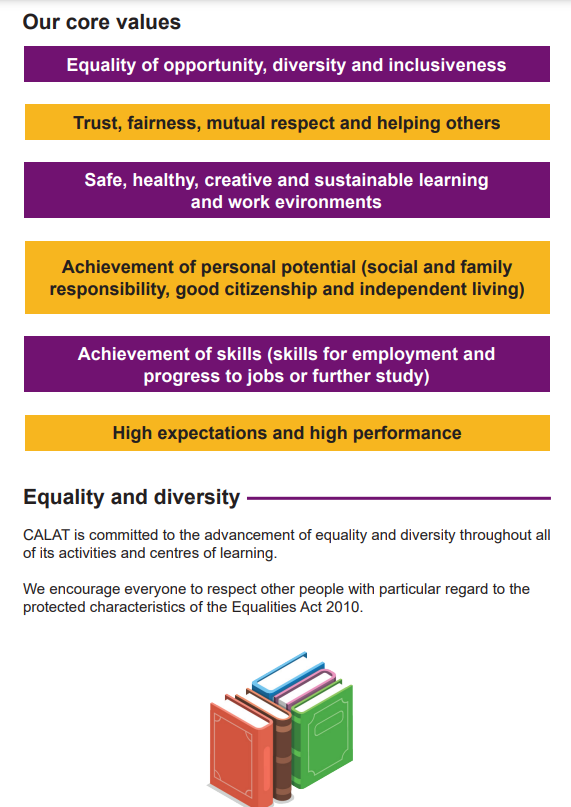 Our core values
Equality of opportunity, diversity and inclusiveness
Trust, fairness, mutual respect and helping others
Safe, healthy, creative and sustainable learning
and work evironments
Achievement of personal potential (social and family
responsibility, good citizenship and independent living)
Achievement of skills (skills for employment and
progress to jobs or further study)
High expectations and high performance
Equality and diversity
CALAT is committed to the advancement of equality and diversity throughout all
of its activities and centres of learning.
We encourage everyone to respect other people with particular regard to the
protected characteristics of the Equalities Act 2010.